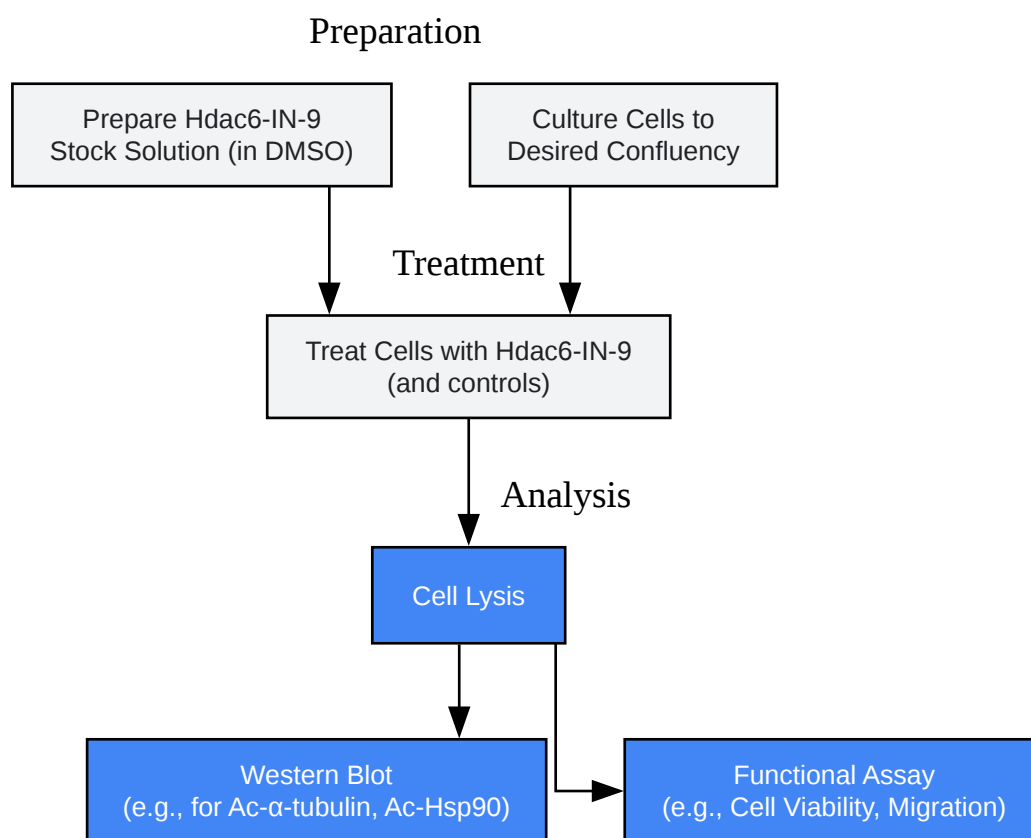 Preparation
Prepare Hdac6-IN-9
Stock Solution (in DMSO)
Culture Cells to
Desired Confluency
Treatment
Treat Cells with Hdac6-IN-9
(and controls)
Analysis
Cell Lysis
Western Blot
(e.g., for Ac-α-tubulin, Ac-Hsp90)
Functional Assay
(e.g., Cell Viability, Migration)